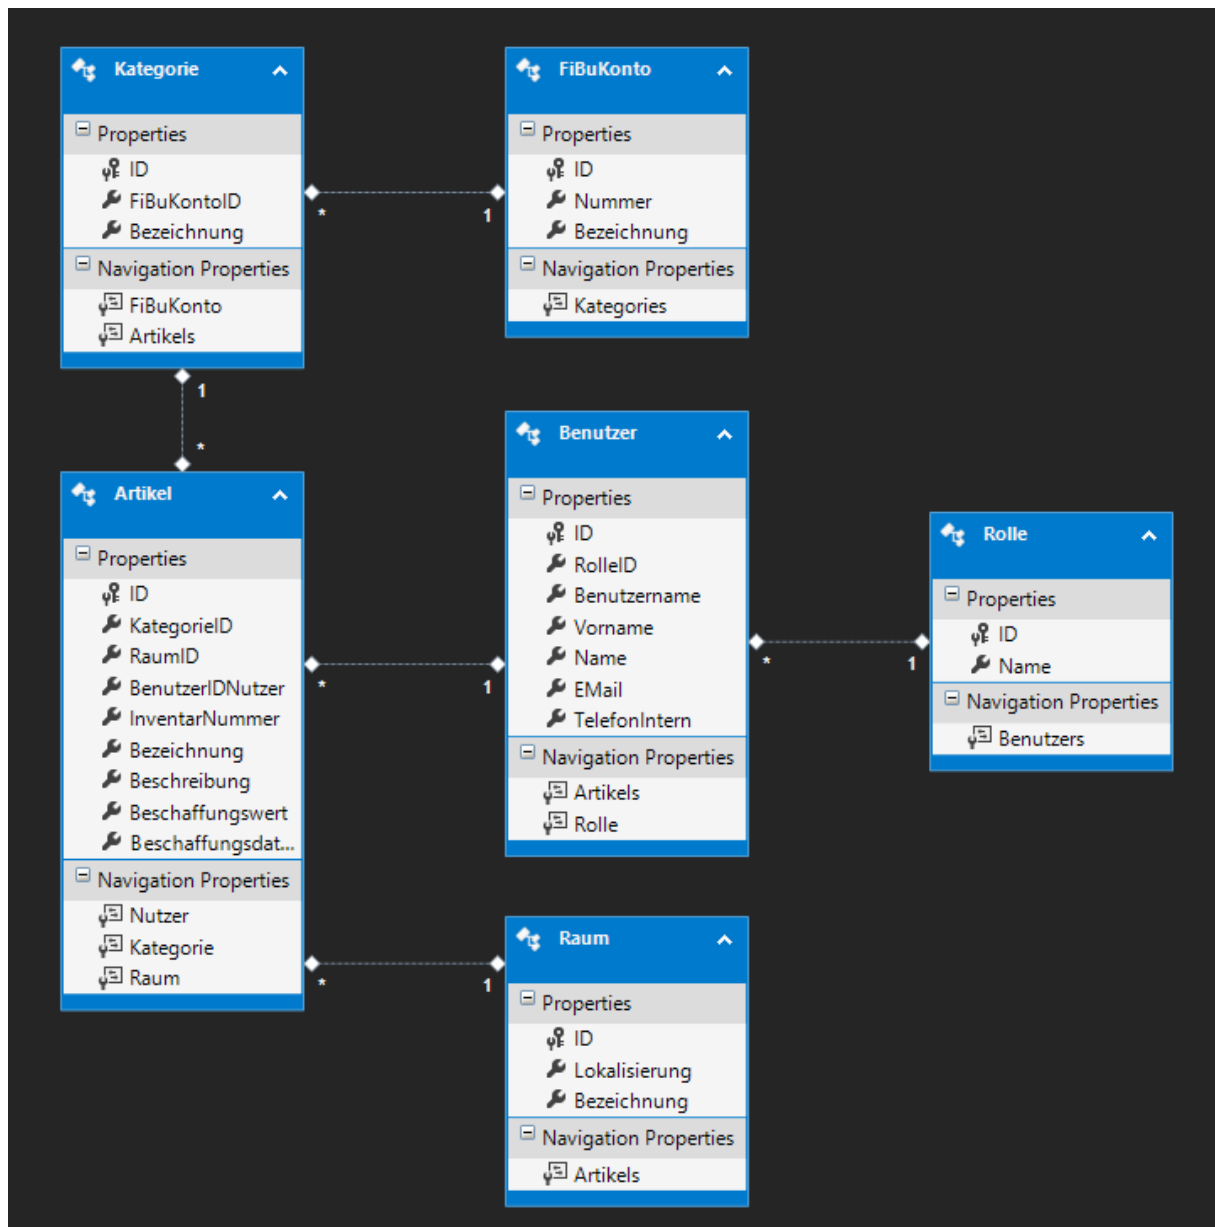 Kategorie
Properties
ID
FiBuKontoID
Bezeichnung
Navigation Properties
FiBuKonto
Artikels
FiBuKonto
Properties
ID
Nummer
Bezeichnung
Navigation Properties
Kategories
* 1
1
*
Artikel
Properties
ID
KategorieID
RaumID
BenutzerIDNutzer
InventarNummer
Bezeichnung
Beschreibung
Beschaffungswert
Beschaffungsdat...
Navigation Properties
Nutzer
Kategorie
Raum
* 1
Benutzer
Properties
ID
RolleID
Benutzername
Vorname
Name
EMail
TelefonIntern
Navigation Properties
Artikels
Rolle
* 1
Rolle
Properties
ID
Name
Navigation Properties
Benutzers
* 1
Raum
Properties
ID
Lokalisierung
Bezeichnung
Navigation Properties
Artikels